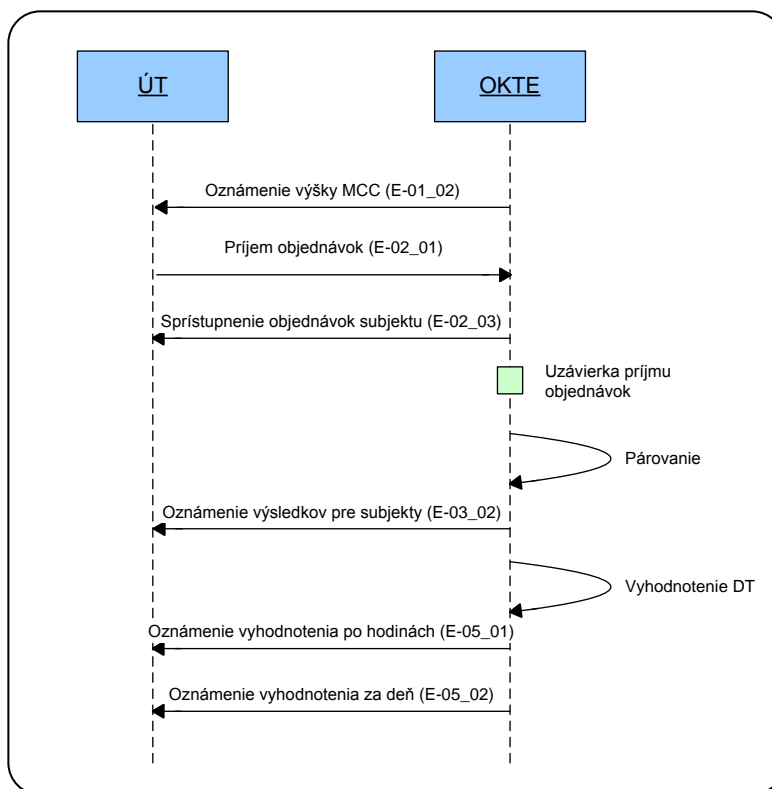 ÚT
OKTE
Oznámenie výšky MCC (E-01_02)
Príjem objednávok (E-02_01)
Sprístupnenie objednávok subjektu (E-02_03)
Uzávierka príjmu
objednávok
Párovanie
Oznámenie výsledkov pre subjekty (E-03_02)
Vyhodnotenie DT
Oznámenie vyhodnotenia po hodinách (E-05_01)
Oznámenie vyhodnotenia za deň (E-05_02)